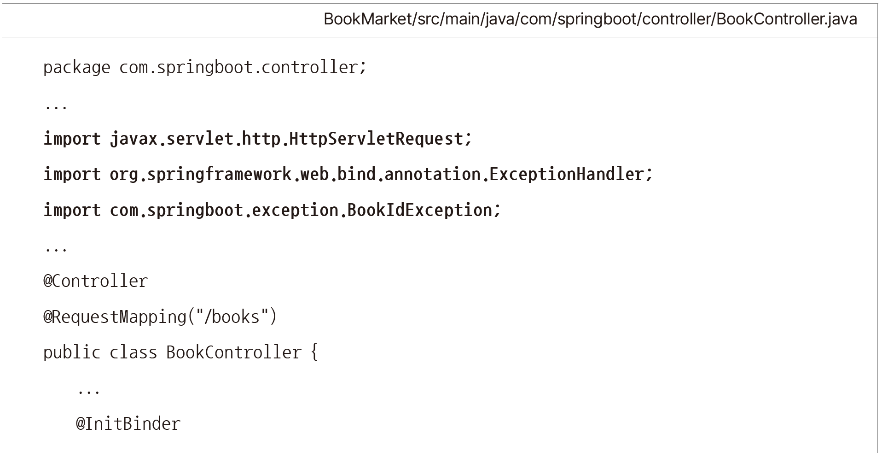 BookMarket/src/main/java/com/springboot/controller/BookController.java
package com.springboot.controller;
...
import javax.servlet.http.HttpServletRequest;
import org.springframework.web.bind.annotation.ExceptionHandler;
import com.springboot.exception.BookIdException;
...
@Controller
@RequestMapping("/books")
public class BookController {
...
@InitBinder